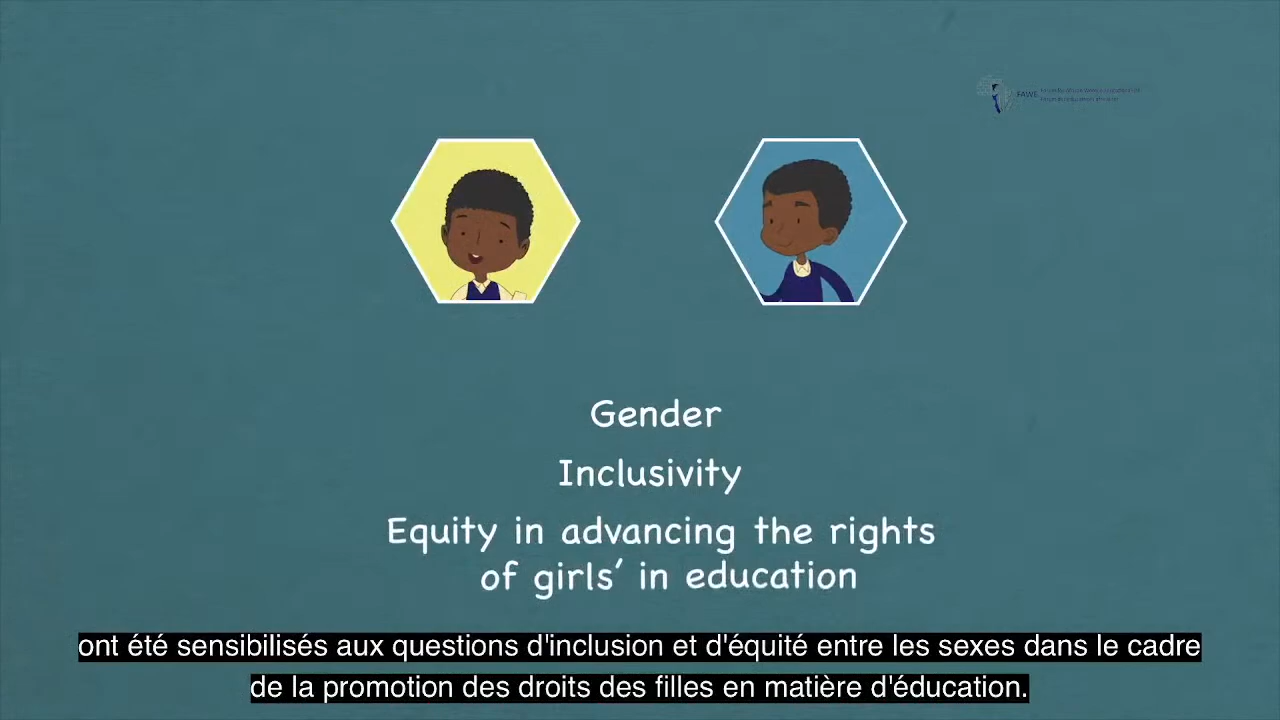 FAWE
Gender
Inclusivity
Equity in advancing the rights
of girls' in education
ont été sensibilisés aux questions d'inclusion et d'équité entre les sexes dans le cadre
de la promotion des droits des filles en matière d'éducation.